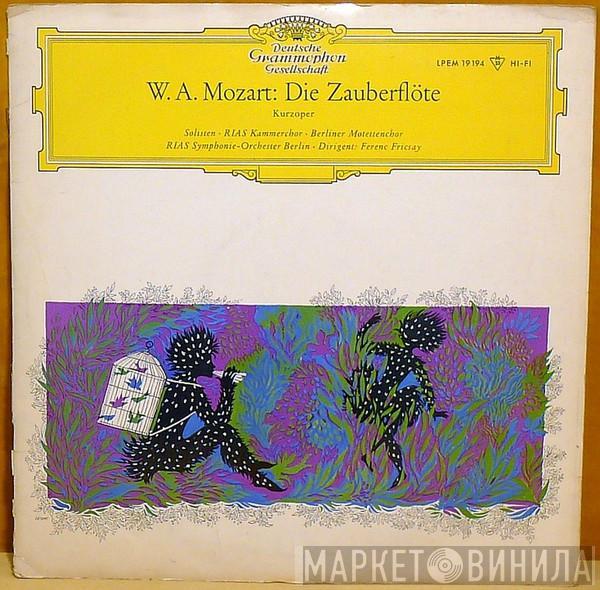 Deutsche
Grammophon
Gesellschaft
LPEM 19194 HI-FI
W. A. Mozart: Die Zauberflöte
Kurzoper
Solisten · RIAS Kammerchor · Berliner Motettenchor
RIAS Symphonie-Orchester Berlin · Dirigent: Ferenc Fricsay
МАРКЕТ ВИНИЛА